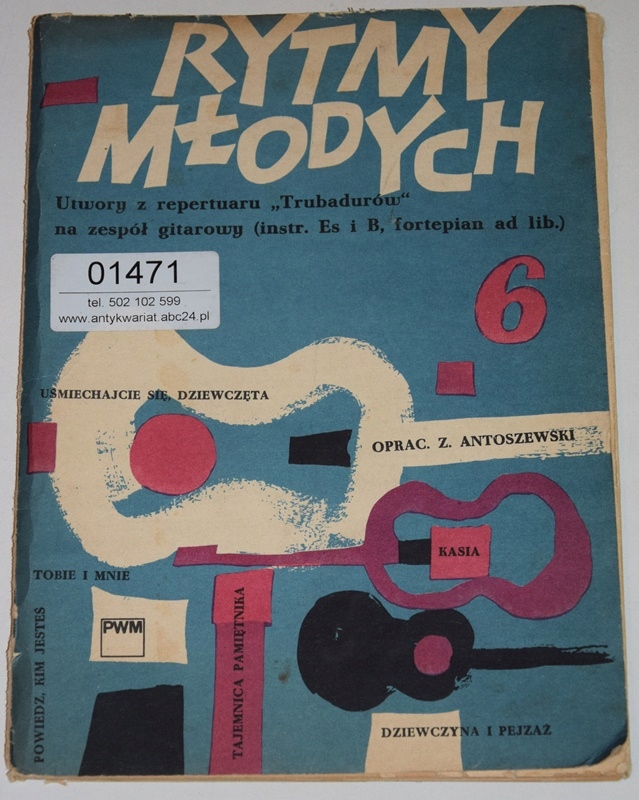 RYTMY
MŁODYCH
Utwory z repertuaru „Trubadurów“
na zespół gitarowy (instr. Es i B, fortepian ad lib.)
01471
tel. 502 102 599
www.antykwariat.abc24.pl
6
UŚMIECHAJCIE SIĘ, DZIEWCZĘTA
OPRAC. Z. ANTOSZEWSKI
KASIA
TOBIE I MNIE
PWM
POWIEDZ, KIM JESTEŚ
TAJEMNICA PAMIĘTNIKA
DZIEWCZYNA I PEJZAŻ